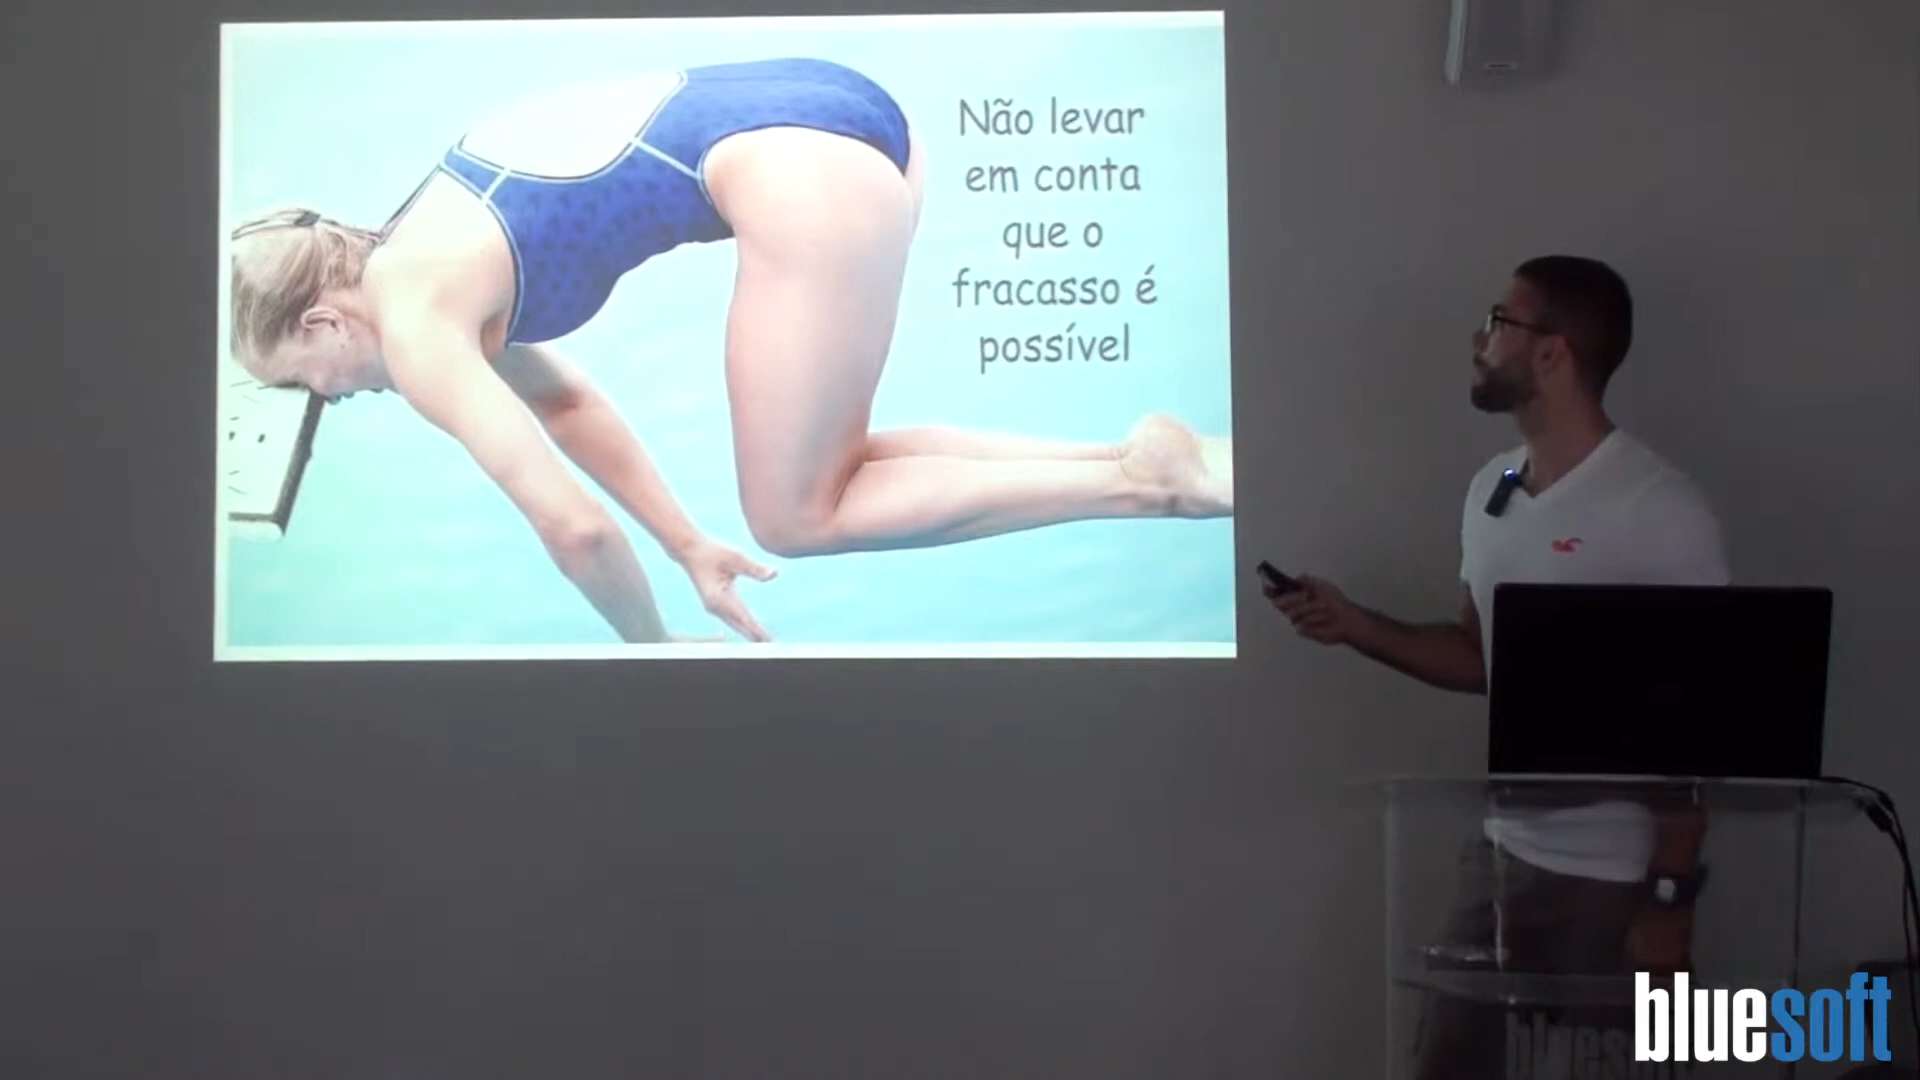 Não levar
em conta
que o
fracasso é
possível
bluesoft